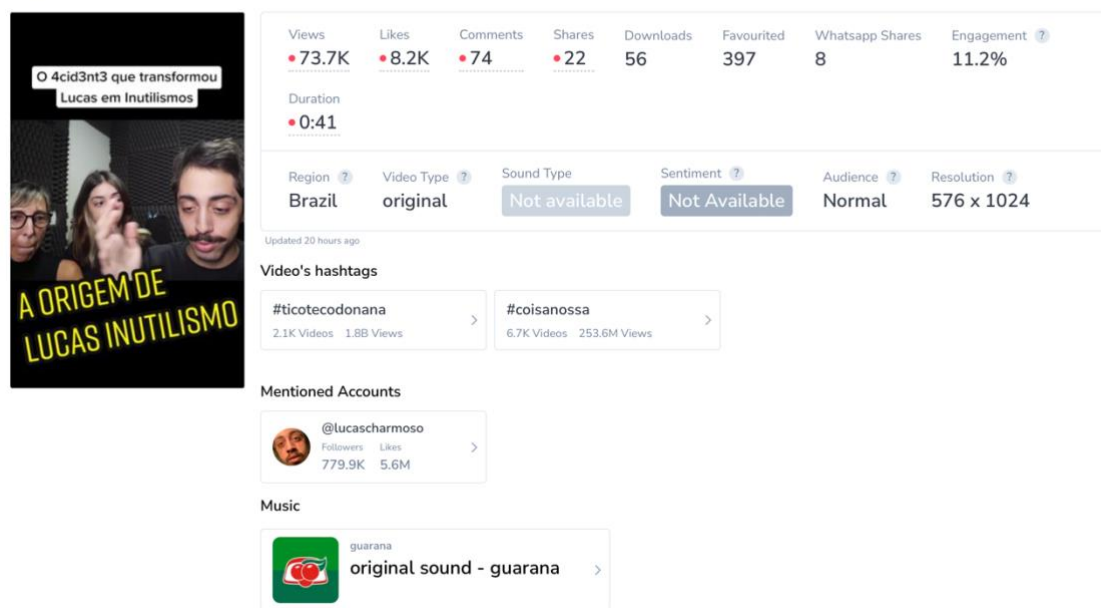 O 4cid3nt3 que transformou
Lucas em Inutilismos
A ORIGEM DE
LUCAS INUTILISMO
Views Likes Comments Shares Downloads Favourited Whatsapp Shares Engagement ?
73.7K 8.2K 74 22 56 397 8 11.2%
Duration
0:41
Region ? Video Type ? Sound Type Sentiment ? Audience ? Resolution ?
Brazil original Not available Not Available Normal 576 x 1024
Updated 20 hours ago
Video's hashtags
#ticotecodonana
2.1K Videos 1.8B Views
#coisanossa
6.7K Videos 253.6M Views
Mentioned Accounts
@lucascharmoso
Followers Likes
779.9K 5.6M
Music
guarana
original sound - guarana